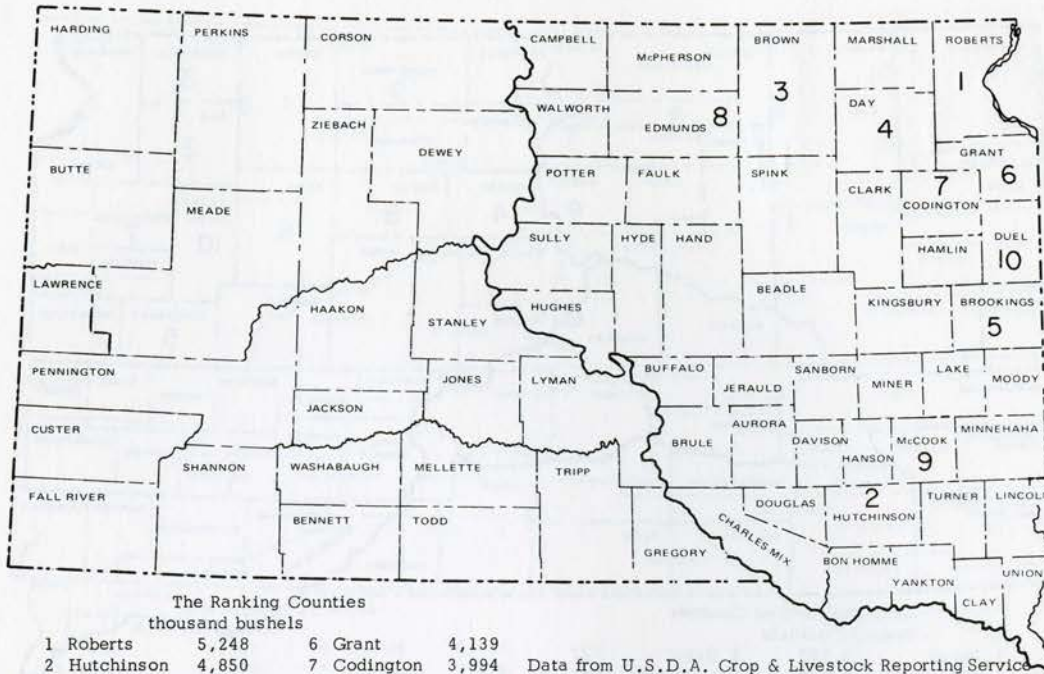 HARDING PERKINS CORSON CAMPBELL McPHERSON BROWN MARSHALL ROBERTS
3 1
WALWORTH DAY
ZIEBACH EDMUNDS 8 4
DEWEY GRANT
BUTTE POTTER FAULK SPINK 6
CLARK 7
MEADE CODINGTON
SULLY HYDE HAND HAMLIN DUEL
10
LAWRENCE BEADLE
HAAKON HUGHES KINGSBURY BROOKINGS
STANLEY 5
PENNINGTON JONES LYMAN BUFFALO SANBORN LAKE MOODY
JERAULD MINER
JACKSON
CUSTER AURORA MINNEHAHA
BRULE DAVISON McCOOK
HANSON 9
SHANNON WASHABAUGH MELLETTE TRIPP
FALL RIVER DOUGLAS 2 TURNER LINCOLN
HUTCHINSON
BENNETT TODD CHARLES MIX
GREGORY BON HOMME
UNION
YANKTON CLAY
The Ranking Counties
thousand bushels
1 Roberts 5,248 6 Grant 4,139
2 Hutchinson 4,850 7 Codington 3,994 Data from U.S.D.A. Crop & Livestock Reporting Service